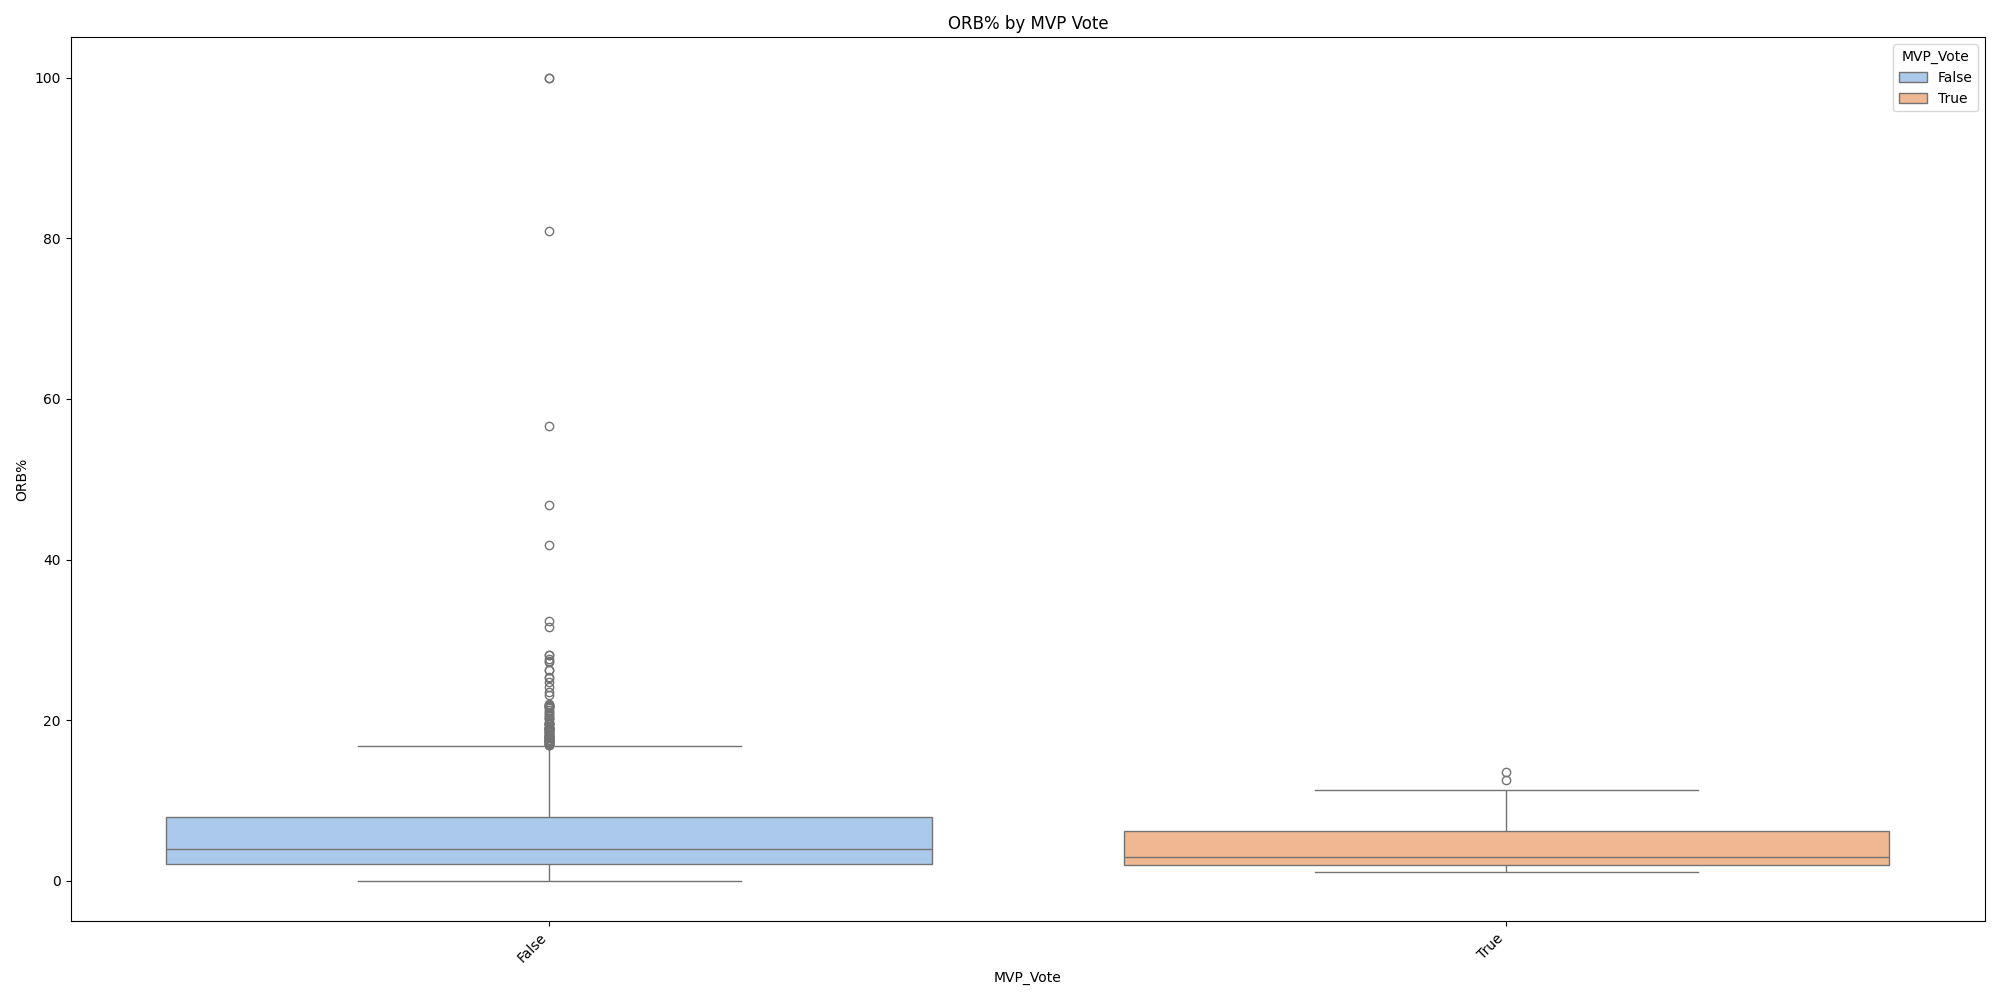 ORB% by MVP Vote
MVP_Vote
False
True
100
80
60
40
20
0
ORB%
False
True
MVP_Vote